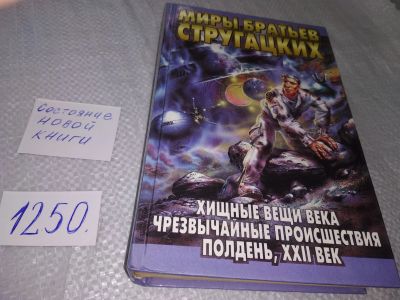 МИРЫ БРАТЬЕВ
СТРУГАЦКИХ
ХИЩНЫЕ ВЕЩИ ВЕКА
ЧРЕЗВЫЧАЙНЫЕ ПРОИСШЕСТВИЯ
ПОЛДЕНЬ, XXII ВЕК
Состояние
новой
книги
1250.